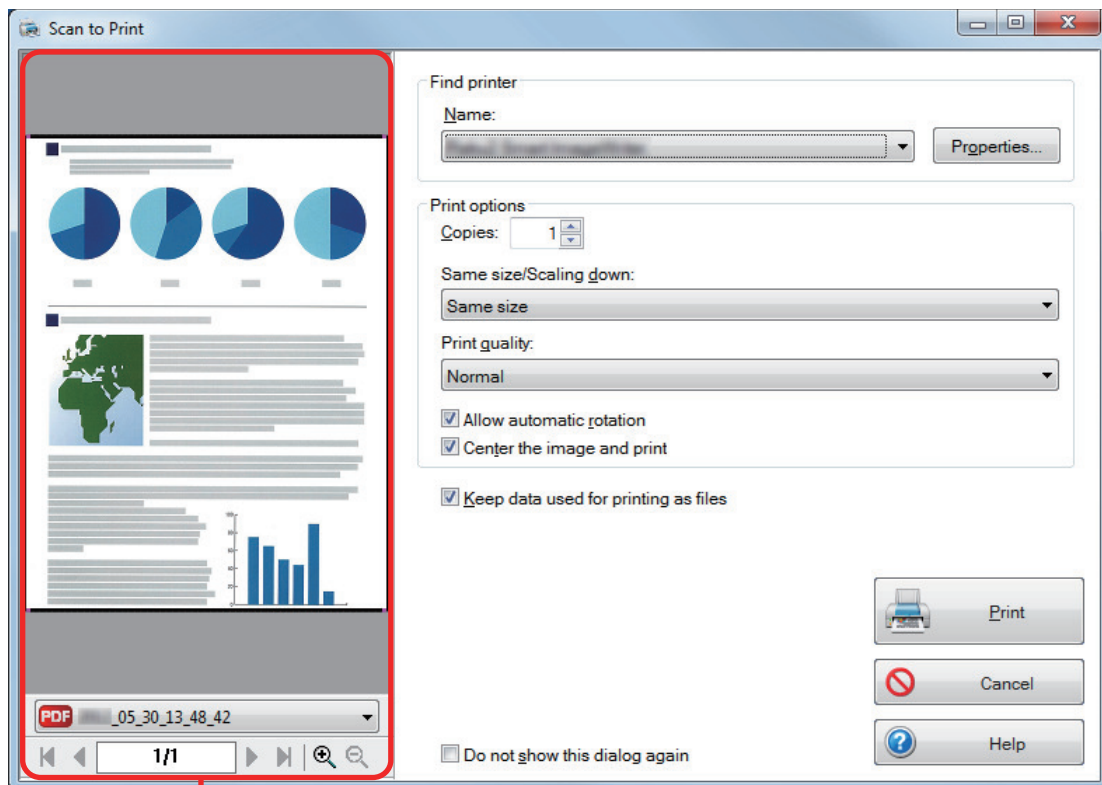 Scan to Print
Find printer
Name:
Properties...
Print options
Copies: 1
Same size/Scaling down:
Same size
Print quality:
Normal
Allow automatic rotation
Center the image and print
Keep data used for printing as files
Print
Cancel
Help
Do not show this dialog again
PDF _05_30_13_48_42
1/1